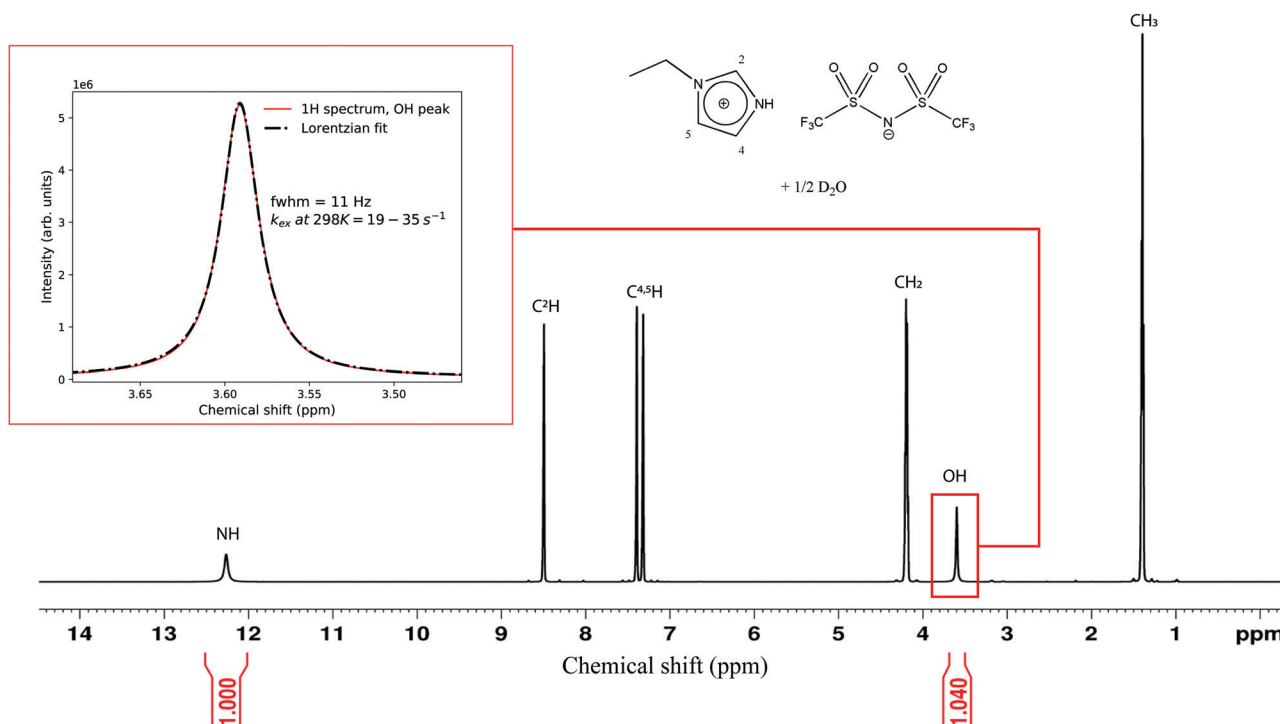 CH₃
1e6
1H spectrum, OH peak
Lorentzian fit
5
4
3
2
1
0
Intensity (arb. units)
fwhm = 11 Hz
k_ex at 298K = 19 − 35 s⁻¹
3.65 3.60 3.55 3.50
Chemical shift (ppm)
2
N
NH
⊕
5
4
O O O O
S S
F₃C N CF₃
⊖
+ 1/2 D₂O
NH
C²H
C⁴,⁵H
CH₂
OH
14 13 12 11 10 9 8 7 6 5 4 3 2 1 ppm
Chemical shift (ppm)
1.000
1.040